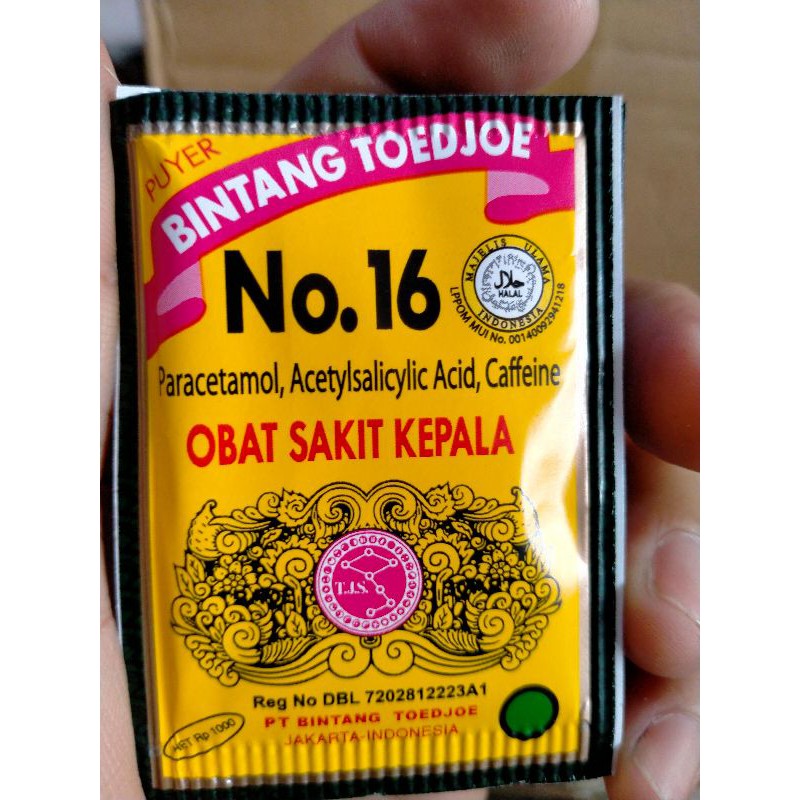 PUYER
BINTANG TOEDJOE
No. 16
MAJELIS ULAMA
حلال
HALAL
INDONESIA
LPPOM MUI No. 00140092941218
Paracetamol, Acetylsalicylic Acid, Caffeine
OBAT SAKIT KEPALA
T.J.S.
Reg No DBL 7202812223A1
PT BINTANG TOEDJOE
JAKARTA-INDONESIA
HET Rp 1000